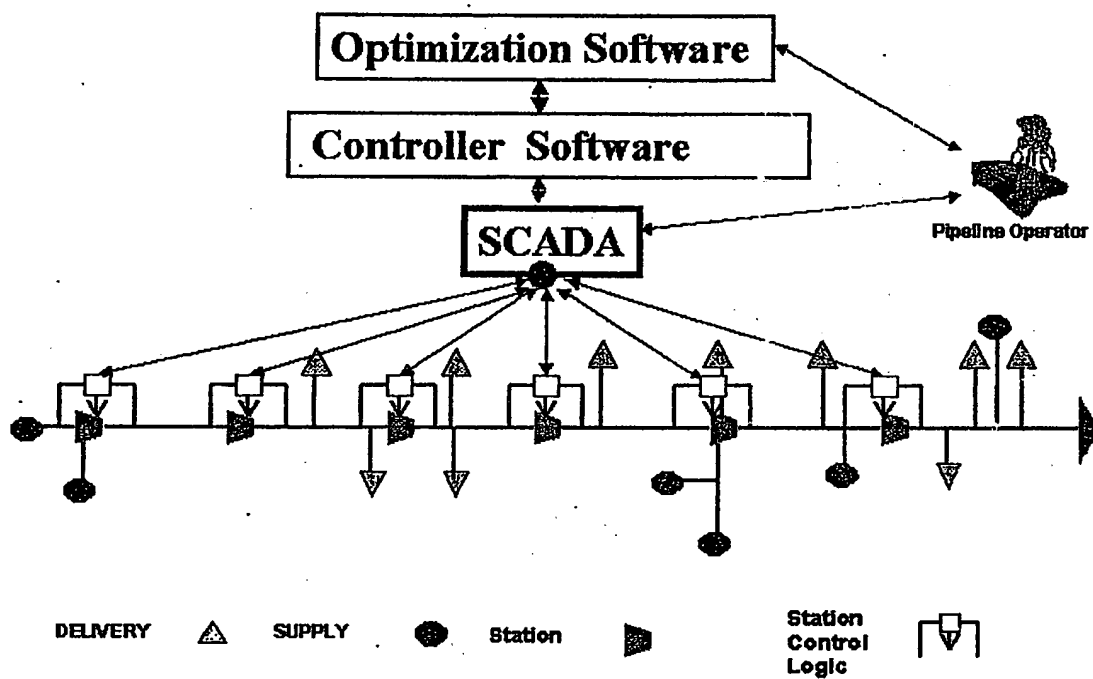 Optimization Software
Controller Software
SCADA
Pipeline Operator
DELIVERY
SUPPLY
Station
Station
Control
Logic